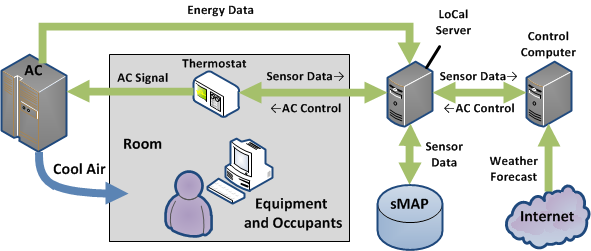 Energy Data
LoCal
Server
Control
Computer
AC
Thermostat
AC Signal
Sensor Data→
←AC Control
Sensor Data→
←AC Control
Room
Cool Air
Equipment
and Occupants
Sensor
Data
Weather
Forecast
sMAP
Internet